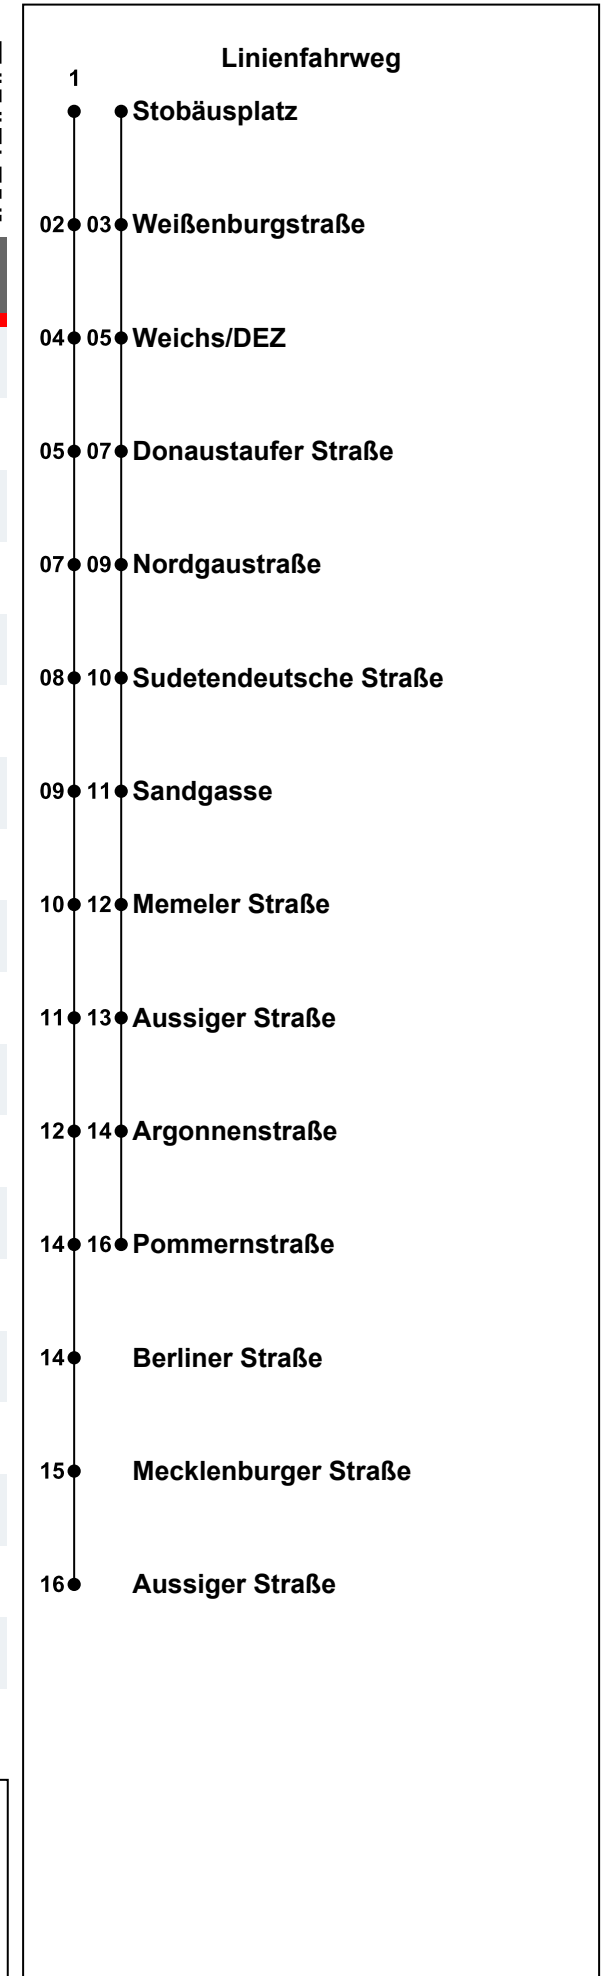 Linienfahrweg
1
Stobäusplatz
02 03 Weißenburgstraße
04 05 Weichs/DEZ
05 07 Donaustaufer Straße
07 09 Nordgaustraße
08 10 Sudetendeutsche Straße
09 11 Sandgasse
10 12 Memeler Straße
11 13 Aussiger Straße
12 14 Argonnenstraße
14 16 Pommernstraße
14 Berliner Straße
15 Mecklenburger Straße
16 Aussiger Straße